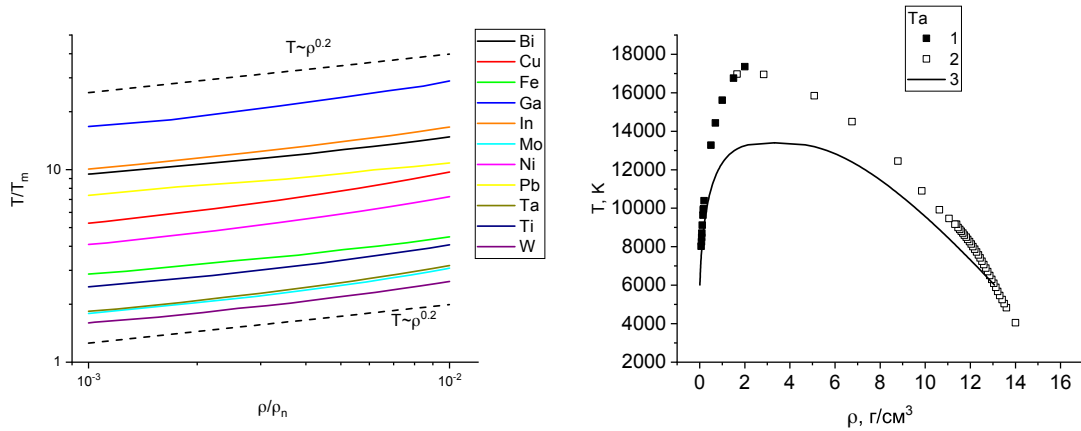 T~ρ^0.2
Bi
Cu
Fe
Ga
In
Mo
Ni
Pb
Ta
Ti
W
T~ρ^0.2
10
1
T/T_m
10^-3
10^-2
ρ/ρ_n
Ta
1
2
3
18000
16000
14000
12000
10000
8000
6000
4000
2000
T, K
0 2 4 6 8 10 12 14 16
ρ, г/см³